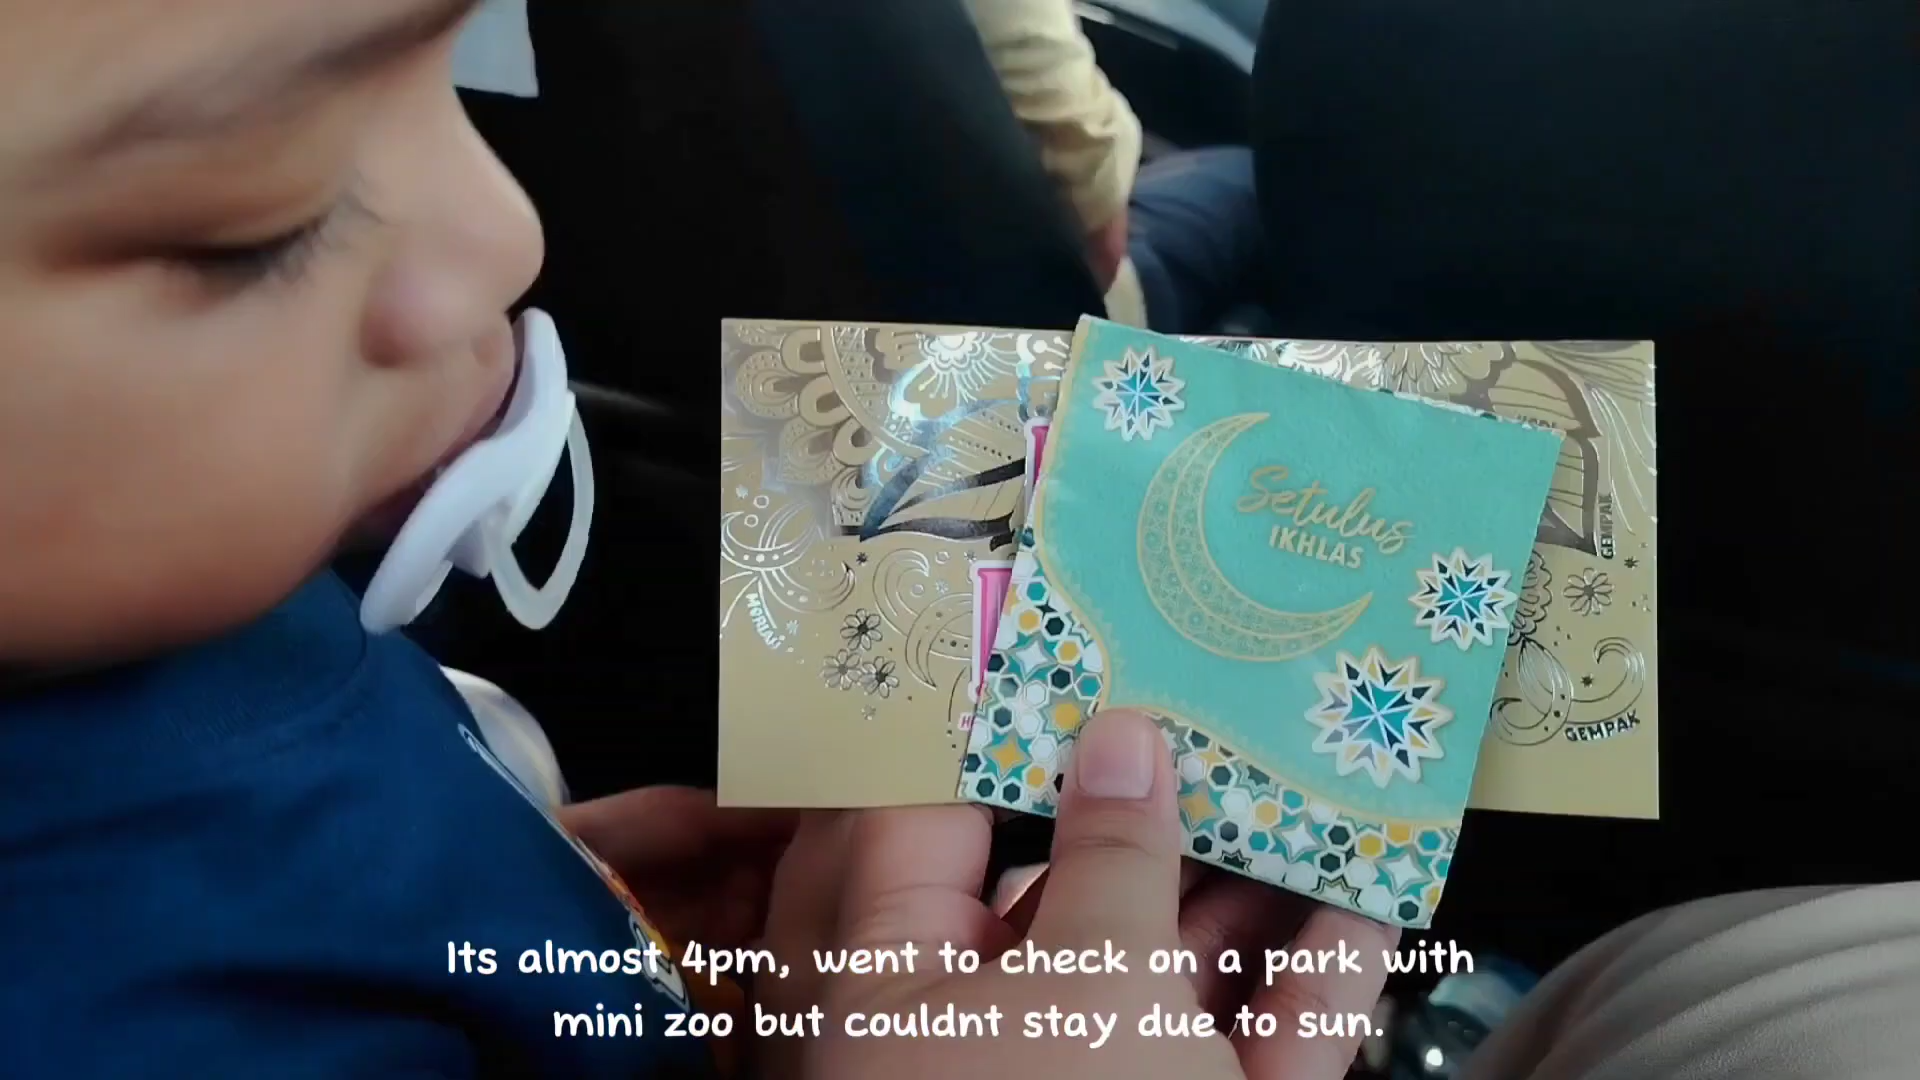 Setulus
IKHLAS
MORIAS
GEMPAK
GEMPAK
Its almost 4pm, went to check on a park with
mini zoo but couldnt stay due to sun.